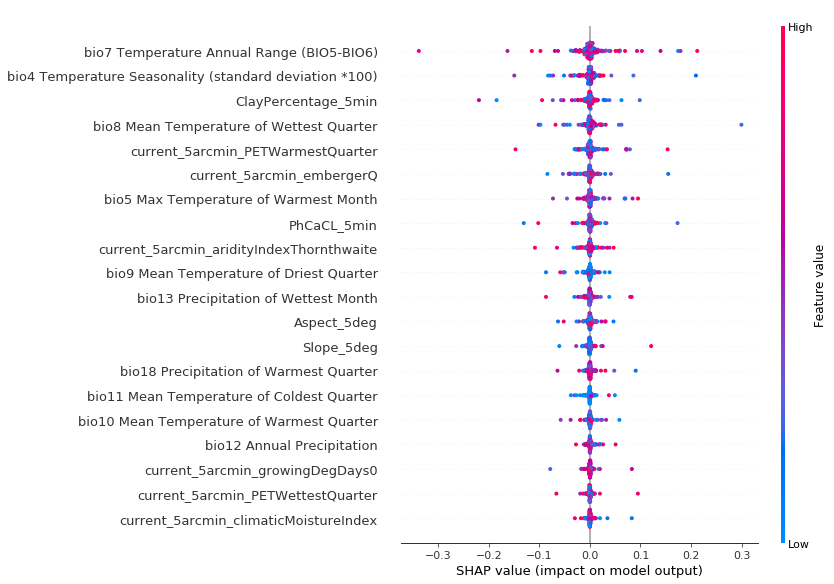 High
bio7 Temperature Annual Range (BIO5-BIO6)
bio4 Temperature Seasonality (standard deviation *100)
ClayPercentage_5min
bio8 Mean Temperature of Wettest Quarter
current_5arcmin_PETWarmestQuarter
current_5arcmin_embergerQ
bio5 Max Temperature of Warmest Month
PhCaCL_5min
current_5arcmin_aridityIndexThornthwaite
bio9 Mean Temperature of Driest Quarter
bio13 Precipitation of Wettest Month
Aspect_5deg
Slope_5deg
bio18 Precipitation of Warmest Quarter
bio11 Mean Temperature of Coldest Quarter
bio10 Mean Temperature of Warmest Quarter
bio12 Annual Precipitation
current_5arcmin_growingDegDays0
current_5arcmin_PETWettestQuarter
current_5arcmin_climaticMoistureIndex
Feature value
Low
−0.3 −0.2 −0.1 0.0 0.1 0.2 0.3
SHAP value (impact on model output)